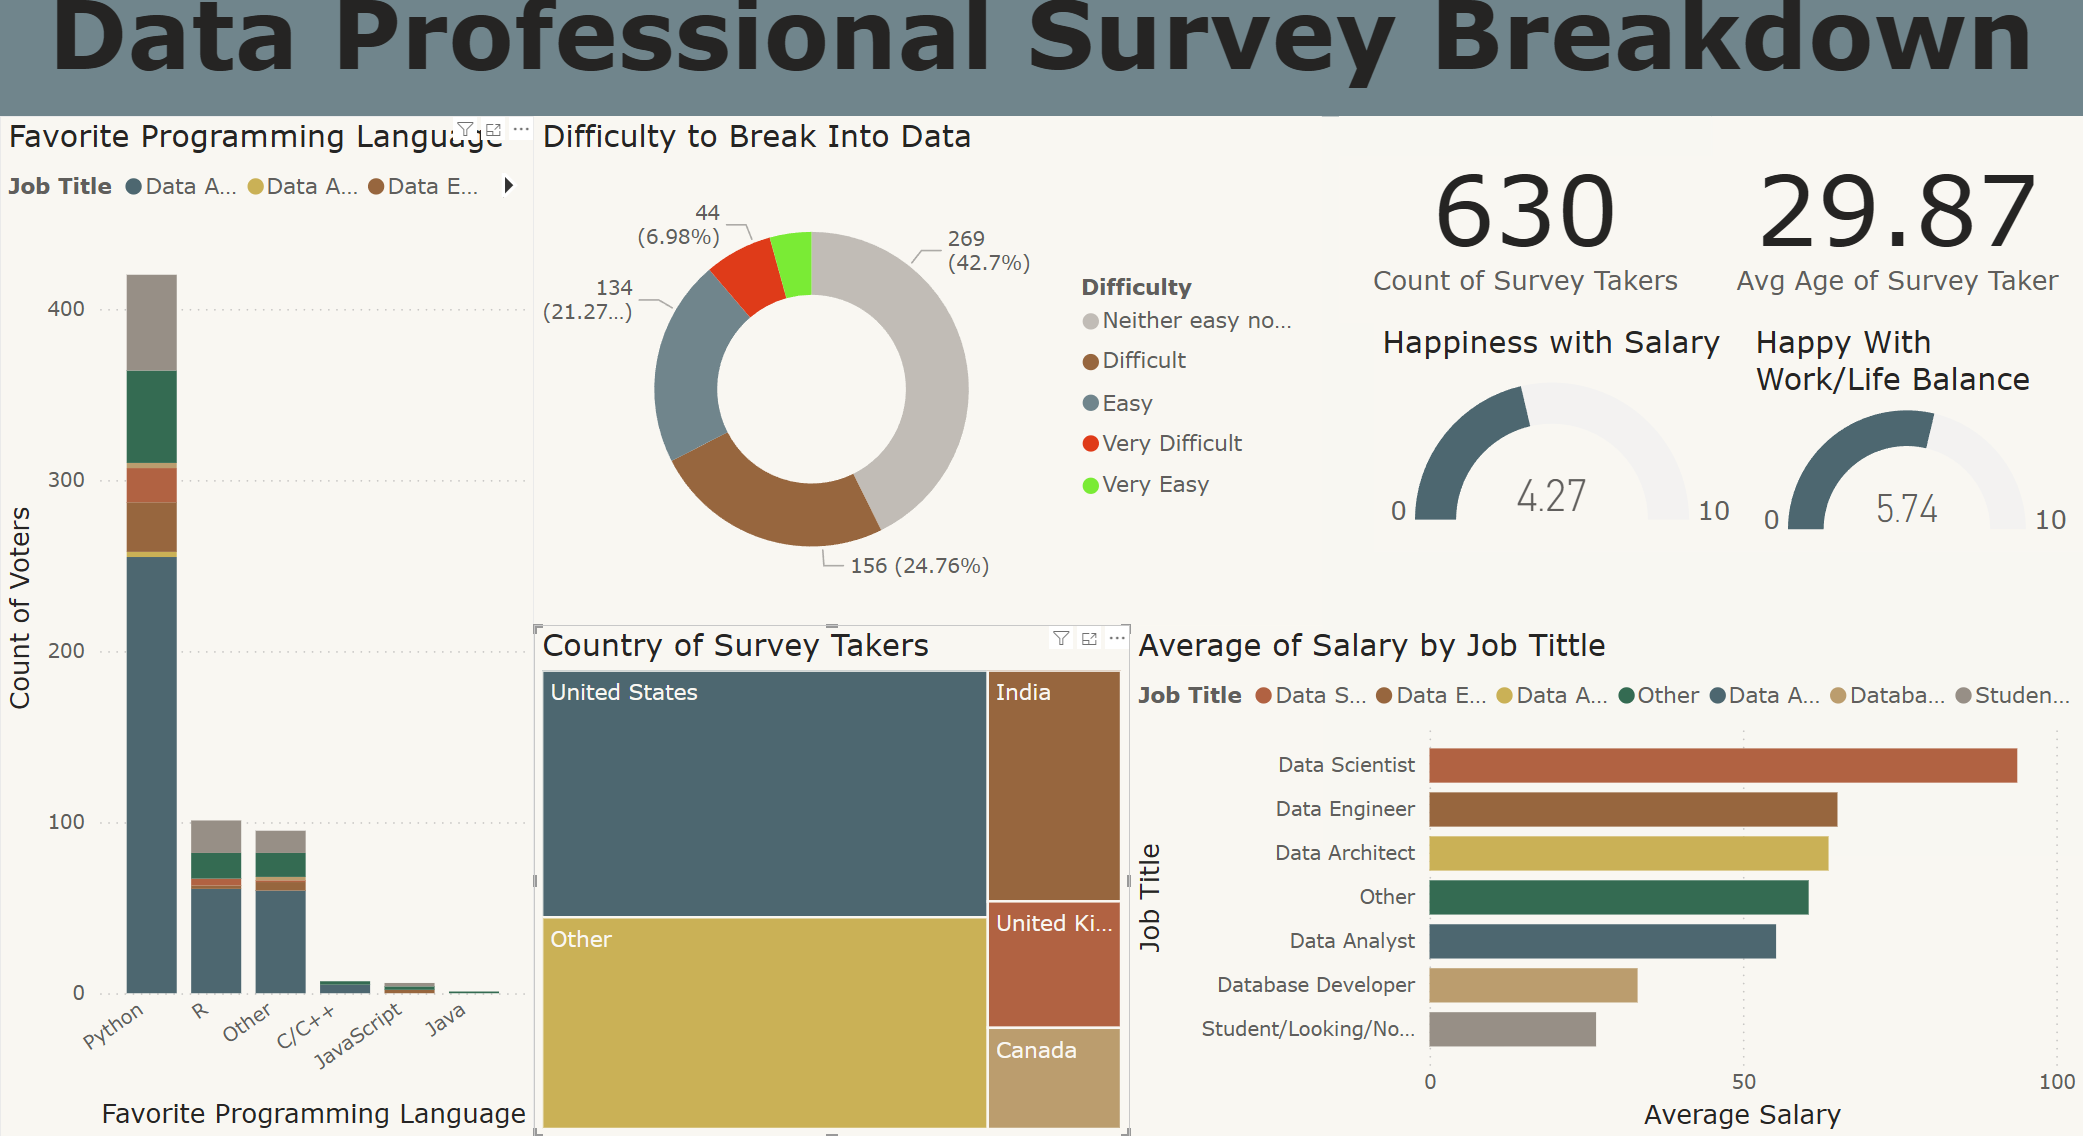 Data Professional Survey Breakdown
Favorite Programming Language
Job Title Data A... Data A... Data E...
400
300
200
100
0
Count of Voters
Python
R
Other
C/C++
JavaScript
Java
Favorite Programming Language
Difficulty to Break Into Data
44
(6.98%)
269
(42.7%)
134
(21.27...)
156 (24.76%)
Difficulty
Neither easy no...
Difficult
Easy
Very Difficult
Very Easy
630
Count of Survey Takers
29.87
Avg Age of Survey Taker
Happiness with Salary
0
4.27
10
Happy With
Work/Life Balance
0
5.74
10
Country of Survey Takers
United States
India
Other
United Ki...
Canada
Average of Salary by Job Tittle
Job Title Data S... Data E... Data A... Other Data A... Databa... Studen...
Job Title
Data Scientist
Data Engineer
Data Architect
Other
Data Analyst
Database Developer
Student/Looking/No...
0
50
100
Average Salary